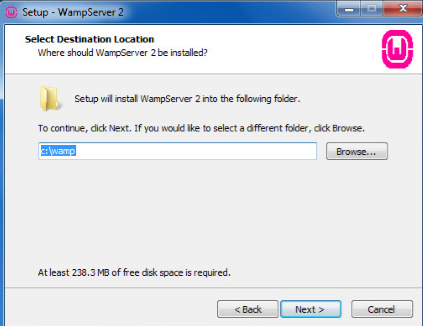 Setup - WampServer 2
Select Destination Location
Where should WampServer 2 be installed?
Setup will install WampServer 2 into the following folder.
To continue, click Next. If you would like to select a different folder, click Browse.
c:\wamp
Browse...
At least 238.3 MB of free disk space is required.
< Back
Next >
Cancel